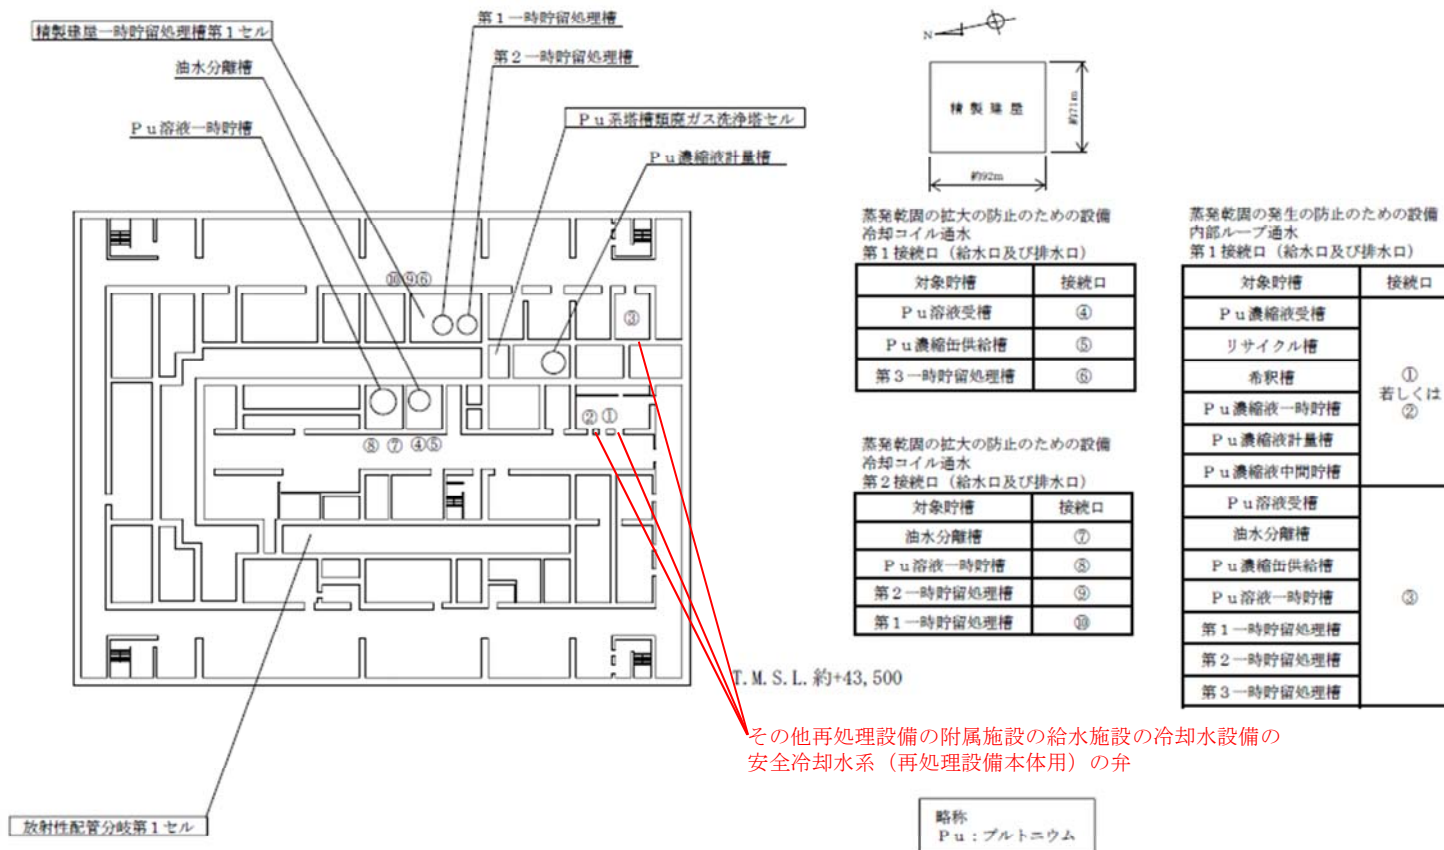 精製建屋一時貯留処理槽第1セル
第1一時貯留処理槽
第2一時貯留処理槽
油水分離槽
Pu溶液一時貯槽
Pu系塔槽類廃ガス洗浄塔セル
Pu濃縮液計量槽
⑩⑨⑥
③
② ①
⑧ ⑦ ④⑤
放射性配管分岐第1セル
T.M.S.L.約+43,500
その他再処理設備の附属施設の給水施設の冷却水設備の
安全冷却水系（再処理設備本体用）の弁
N
精製建屋
約71m
約92m
蒸発乾固の拡大の防止のための設備
冷却コイル通水
第1接続口（給水口及び排水口）
対象貯槽 接続口
Pu溶液受槽 ④
Pu濃縮缶供給槽 ⑤
第3一時貯留処理槽 ⑥
蒸発乾固の拡大の防止のための設備
冷却コイル通水
第2接続口（給水口及び排水口）
対象貯槽 接続口
油水分離槽 ⑦
Pu溶液一時貯槽 ⑧
第2一時貯留処理槽 ⑨
第1一時貯留処理槽 ⑩
蒸発乾固の発生の防止のための設備
内部ループ通水
第1接続口（給水口及び排水口）
対象貯槽 接続口
Pu濃縮液受槽
リサイクル槽
希釈槽
Pu濃縮液一時貯槽
Pu濃縮液計量槽
Pu濃縮液中間貯槽
①
若しくは
②
Pu溶液受槽
油水分離槽
Pu濃縮缶供給槽
Pu溶液一時貯槽
第1一時貯留処理槽
第2一時貯留処理槽
第3一時貯留処理槽
③
略称
Pu：プルトニウム